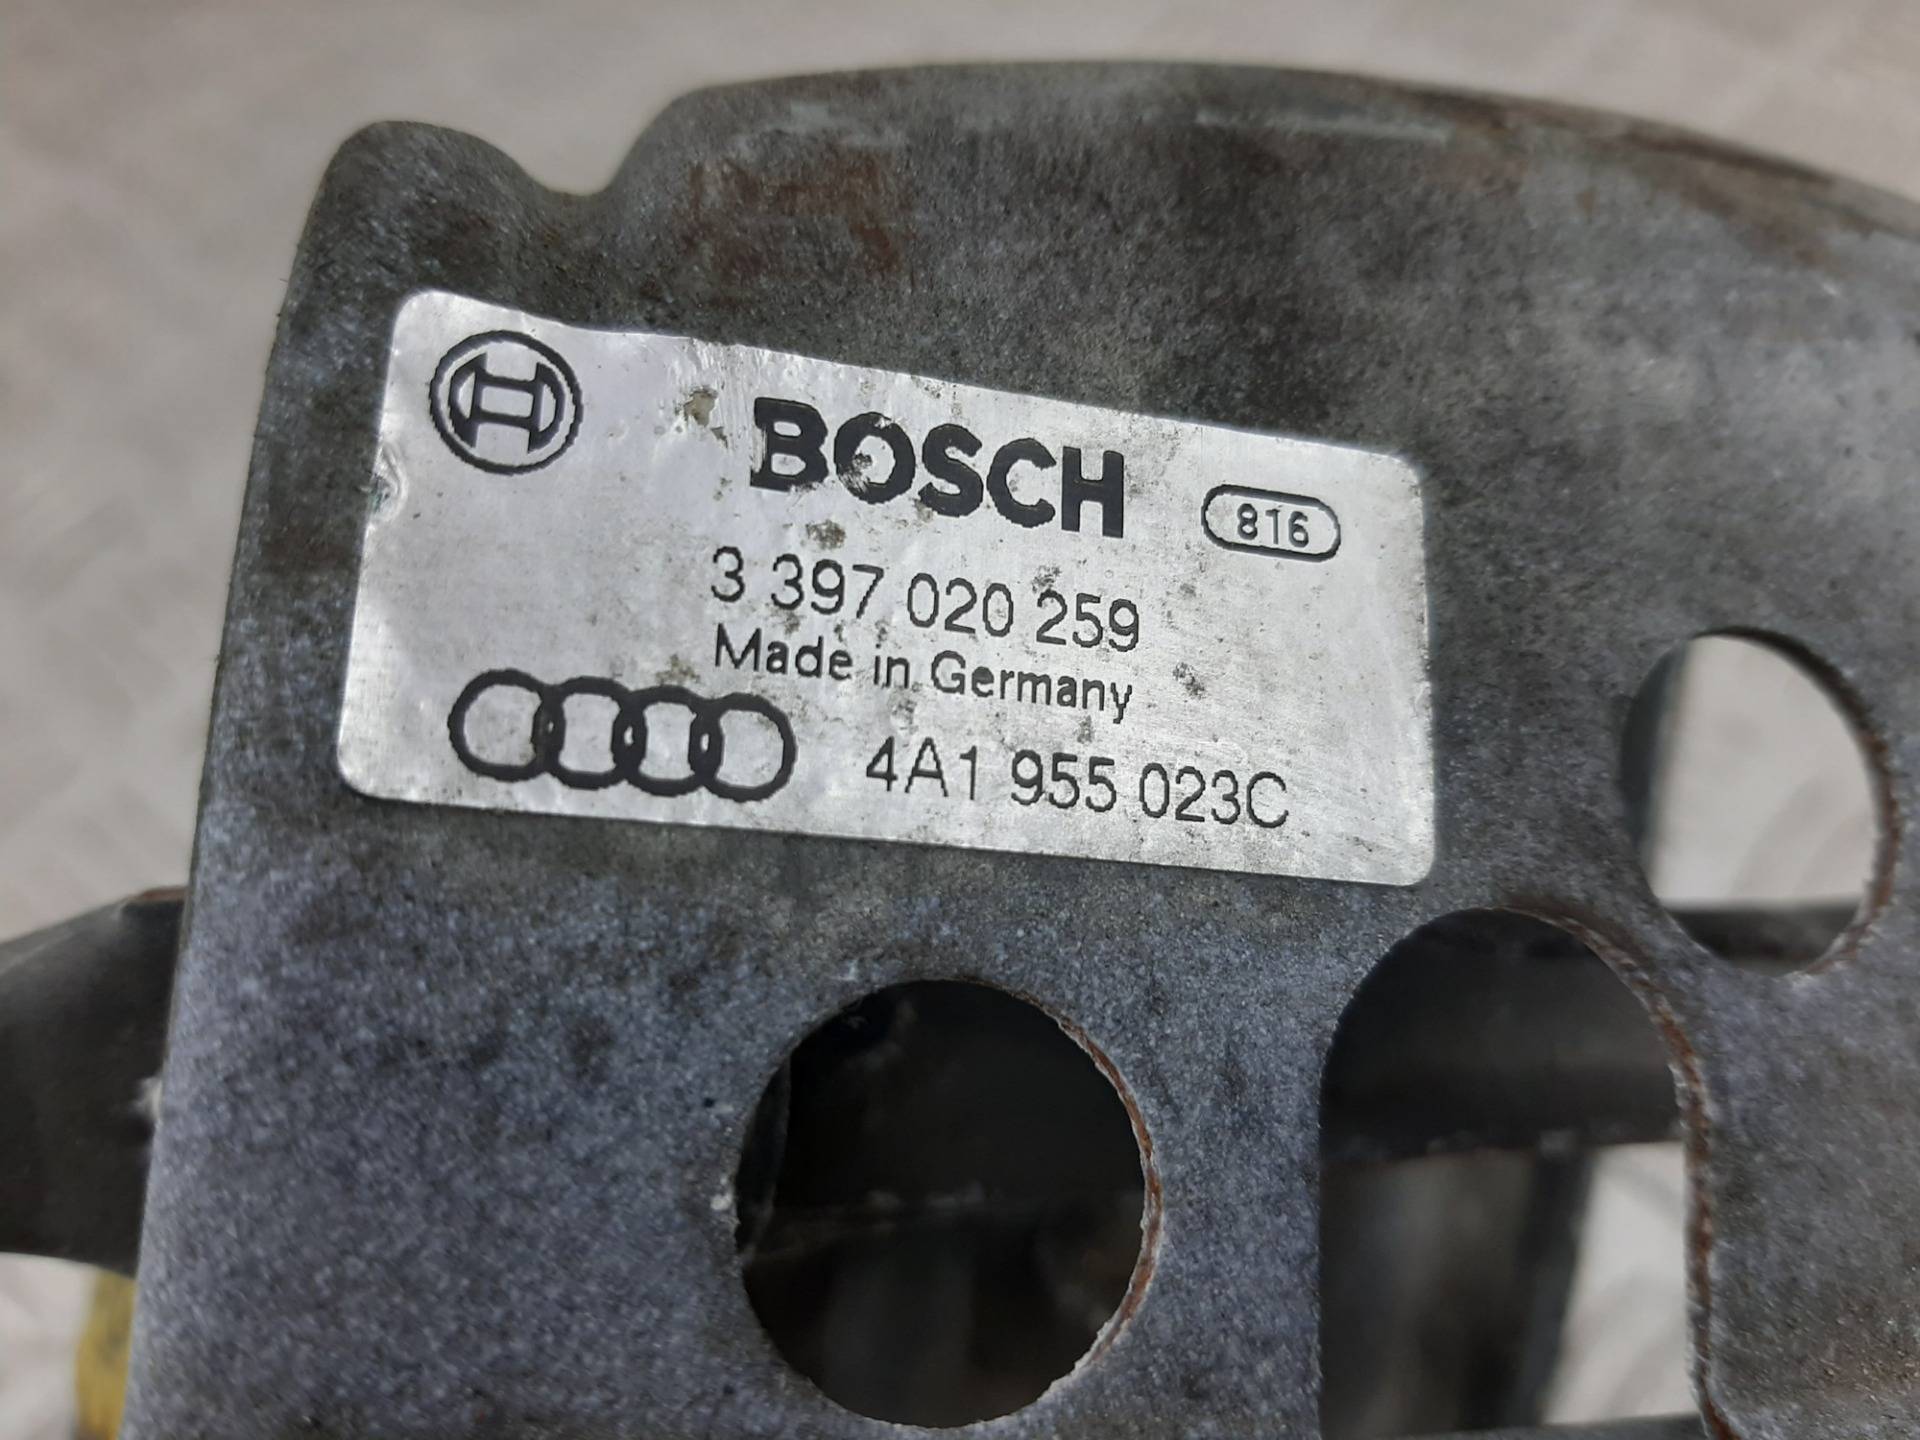 BOSCH 816
3 397 020 259
Made in Germany
4A1 955 023C